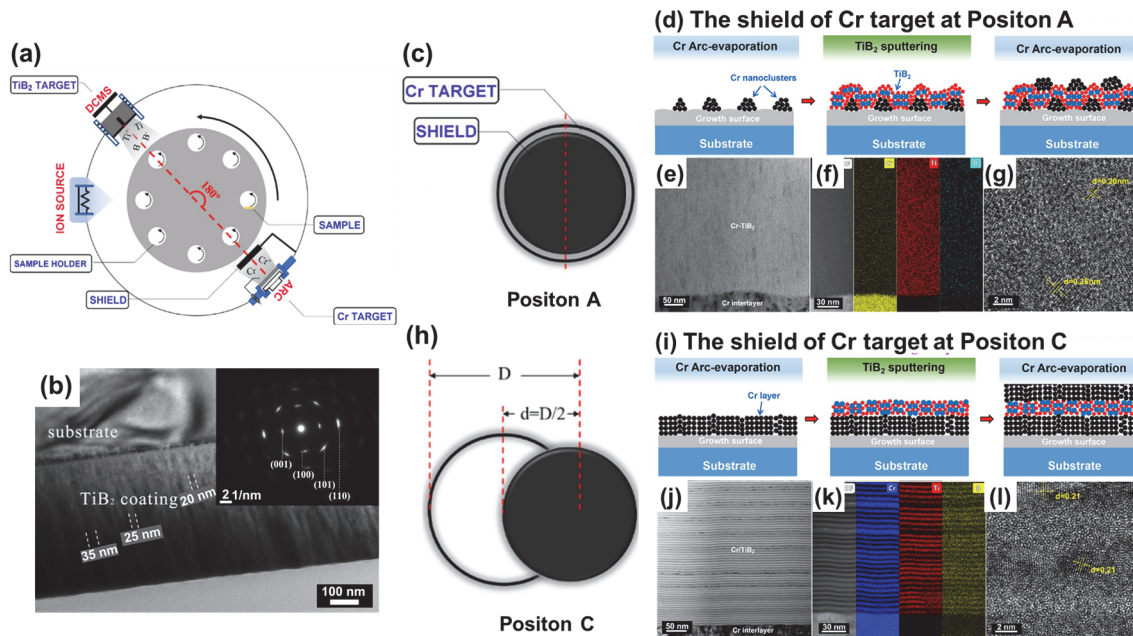 (a)
TiB₂ TARGET
DCMS
Ti
Ti
B
B
ION SOURCE
180°
SAMPLE
SAMPLE HOLDER
SHIELD
Cr
Cr
ARC
Cr TARGET
(b)
substrate
TiB₂ coating
20 nm
25 nm
35 nm
(001)
(100)
(101)
(110)
2 1/nm
100 nm
(c)
Cr TARGET
SHIELD
Positon A
(h)
D
d=D/2
Positon C
(d) The shield of Cr target at Positon A
Cr Arc-evaporation
TiB₂ sputtering
Cr Arc-evaporation
Cr nanoclusters
TiB₂
Growth surface
Growth surface
Growth surface
Substrate
Substrate
Substrate
(e)
Cr-TiB₂
Cr interlayer
50 nm
(f)
Ti
30 nm
(g)
d=0.20nm
d=0.26nm
2 nm
(i) The shield of Cr target at Positon C
Cr Arc-evaporation
TiB₂ sputtering
Cr Arc-evaporation
Cr layer
Growth surface
Growth surface
Growth surface
Substrate
Substrate
Substrate
(j)
Cr/TiB₂
50 nm
Cr interlayer
(k)
Cr
Ti
30 nm
(l)
d=0.21
d=0.21
2 nm